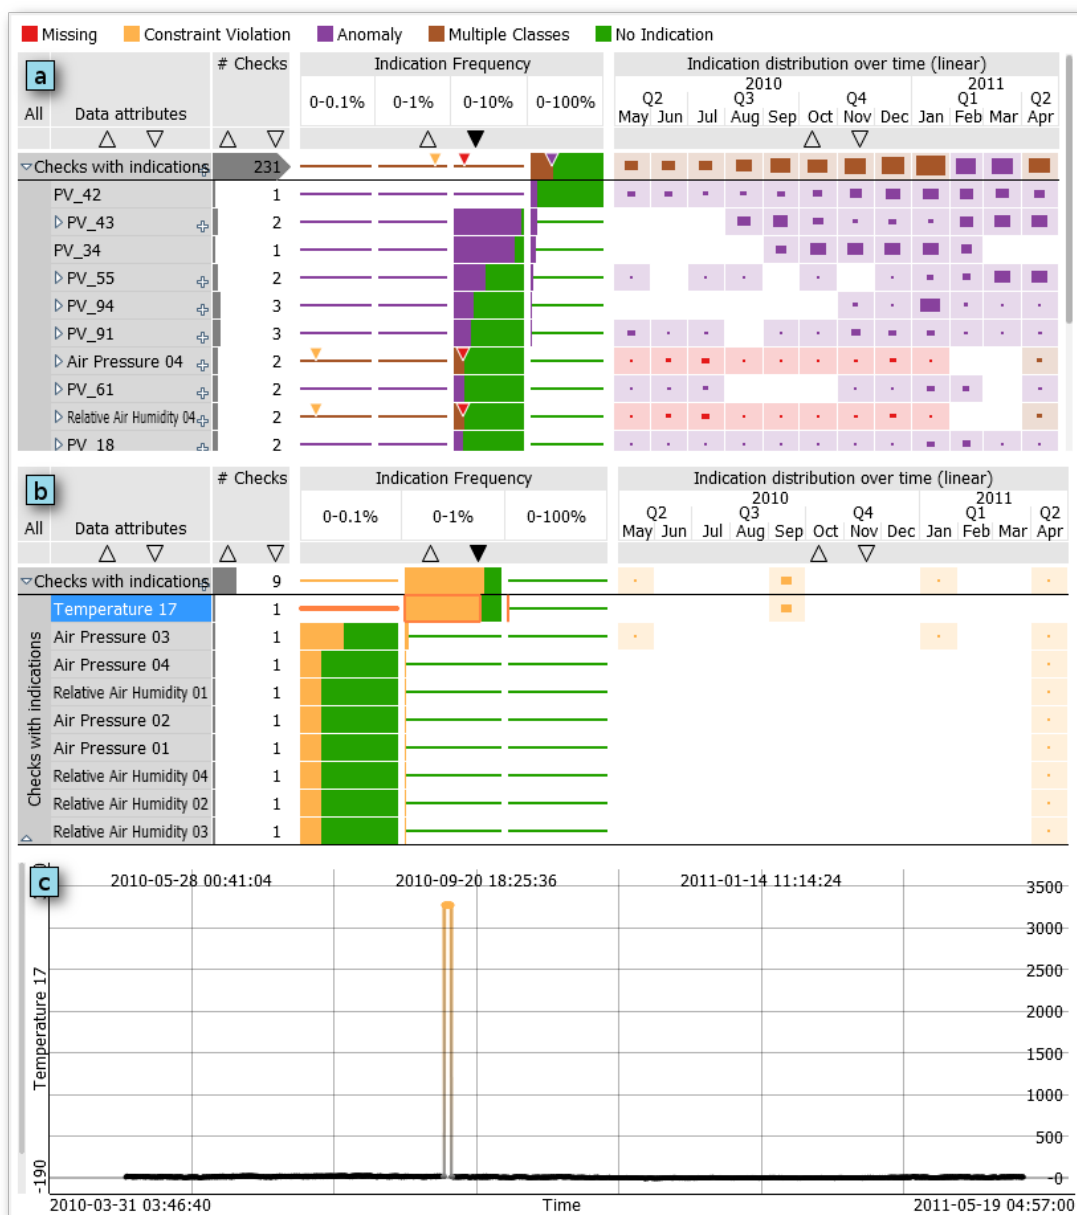 Missing Constraint Violation Anomaly Multiple Classes No Indication
a
# Checks Indication Frequency Indication distribution over time (linear)
2010 2011
0-0.1% 0-1% 0-10% 0-100% Q2 Q3 Q4 Q1 Q2
All Data attributes May Jun Jul Aug Sep Oct Nov Dec Jan Feb Mar Apr
Checks with indications 231
PV_42 1
PV_43 2
PV_34 1
PV_55 2
PV_94 3
PV_91 3
Air Pressure 04 2
PV_61 2
Relative Air Humidity 04 2
PV_18 2
b
# Checks Indication Frequency Indication distribution over time (linear)
2010 2011
0-0.1% 0-1% 0-100% Q2 Q3 Q4 Q1 Q2
All Data attributes May Jun Jul Aug Sep Oct Nov Dec Jan Feb Mar Apr
Checks with indications 9
Checks with indications
Temperature 17 1
Air Pressure 03 1
Air Pressure 04 1
Relative Air Humidity 01 1
Air Pressure 02 1
Air Pressure 01 1
Relative Air Humidity 04 1
Relative Air Humidity 02 1
Relative Air Humidity 03 1
c
2010-05-28 00:41:04 2010-09-20 18:25:36 2011-01-14 11:14:24
3500
3000
2500
2000
1500
1000
500
-0
Temperature 17
-190
2010-03-31 03:46:40 Time 2011-05-19 04:57:00